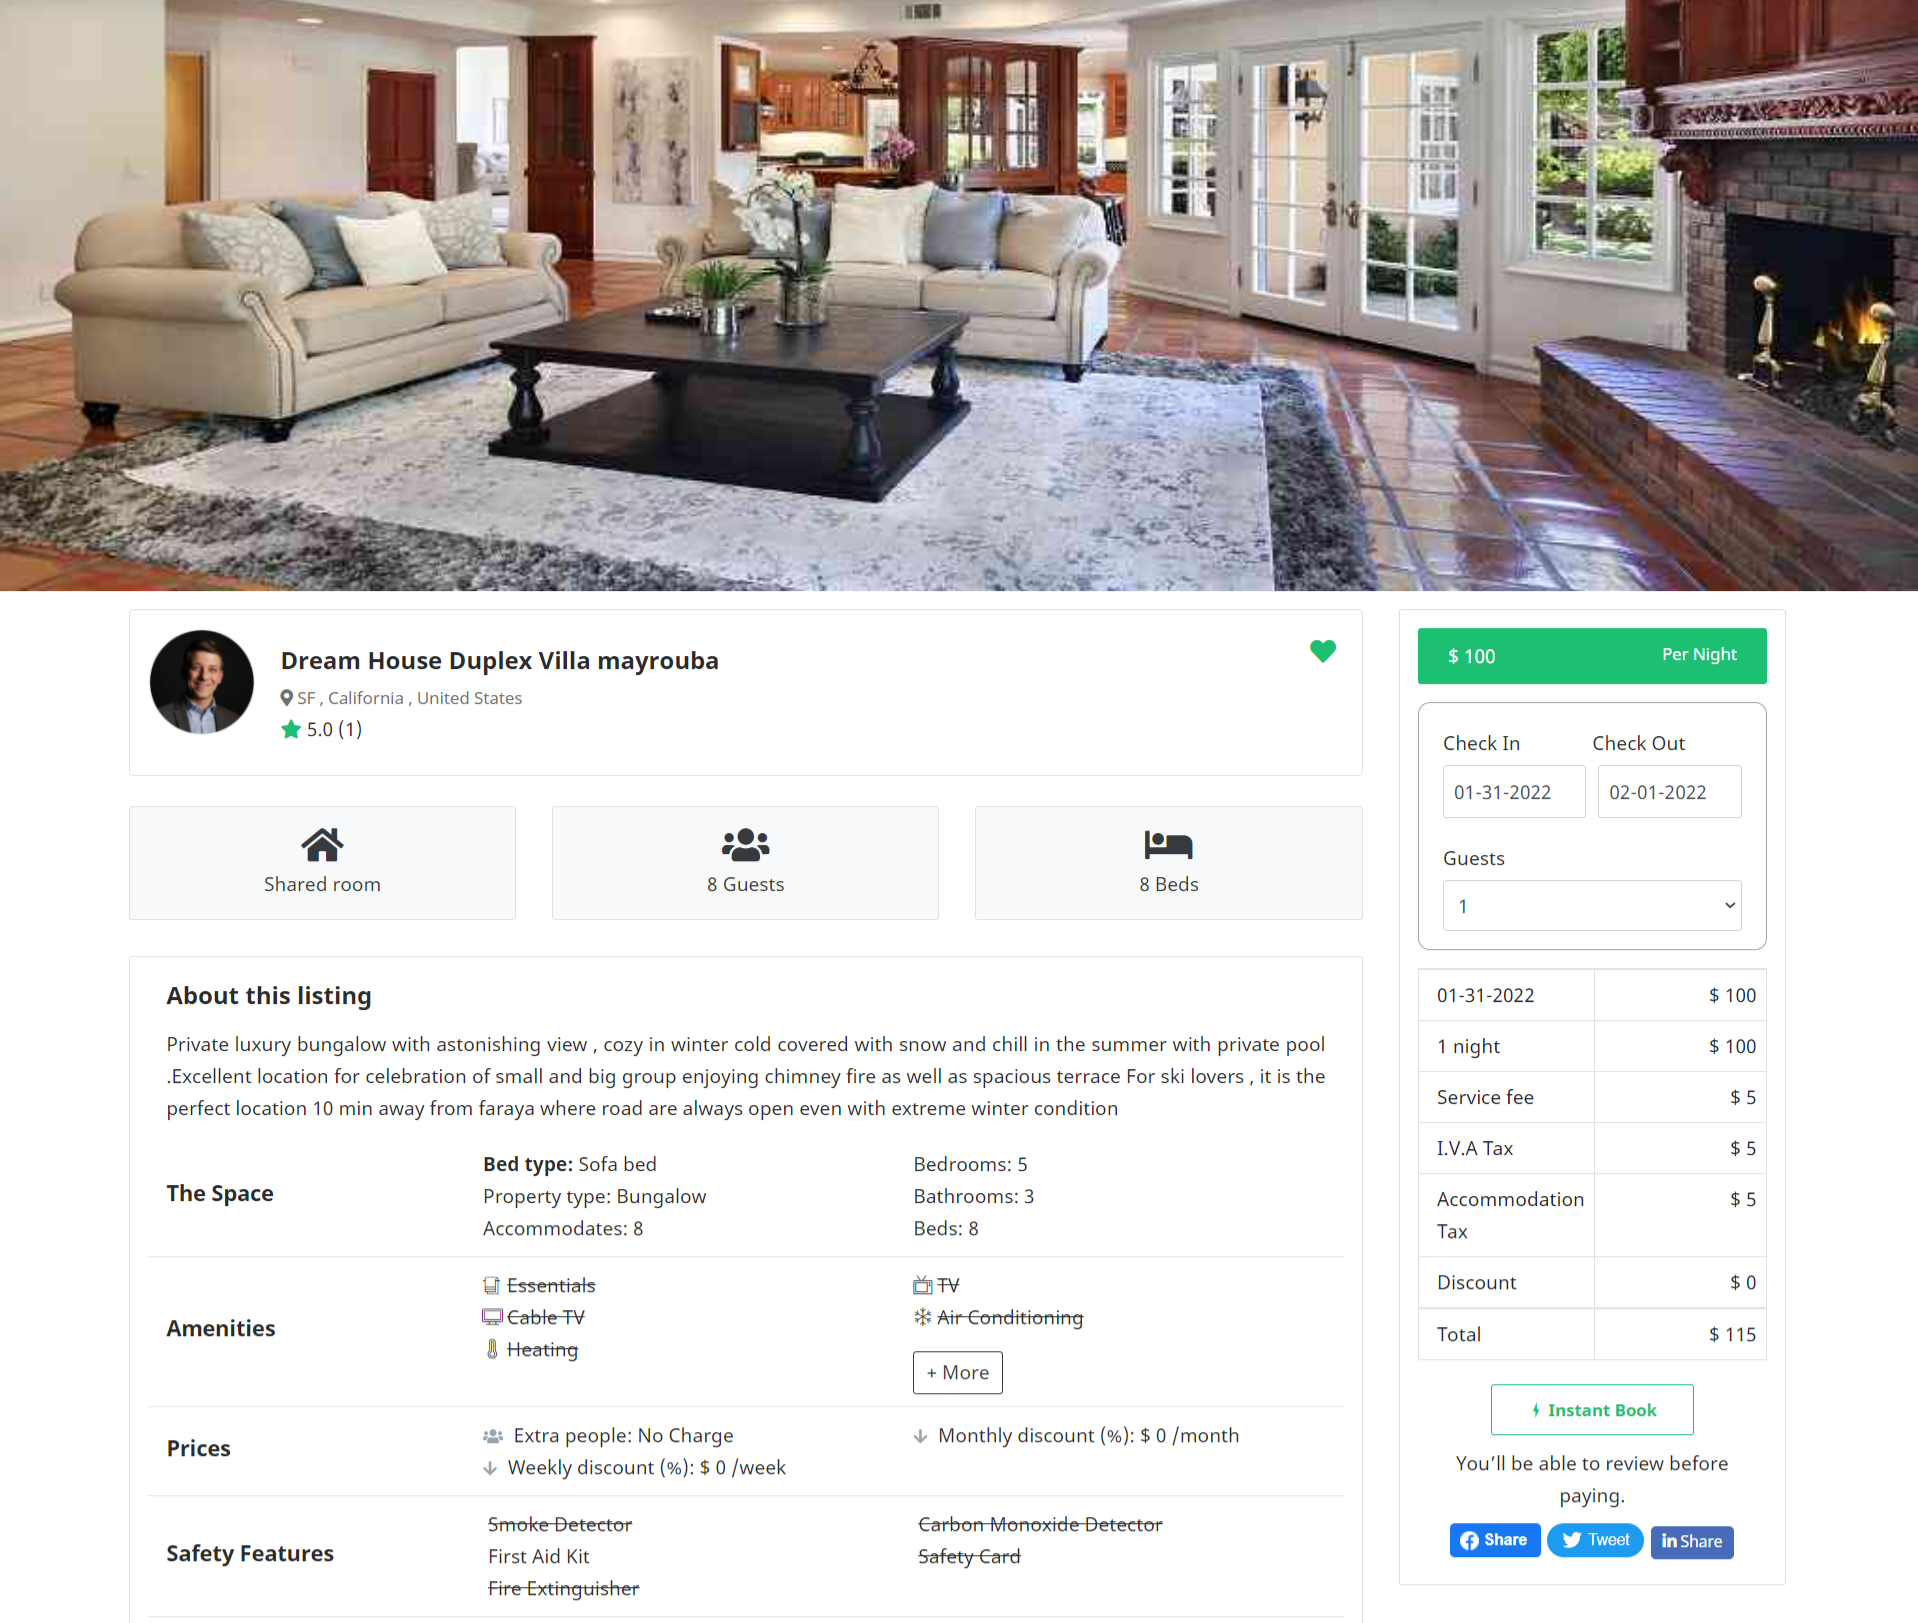 Dream House Duplex Villa mayrouba
SF , California , United States
5.0 (1)
Shared room
8 Guests
8 Beds
About this listing
Private luxury bungalow with astonishing view , cozy in winter cold covered with snow and chill in the summer with private pool
.Excellent location for celebration of small and big group enjoying chimney fire as well as spacious terrace For ski lovers , it is the
perfect location 10 min away from faraya where road are always open even with extreme winter condition
The Space
Bed type: Sofa bed
Property type: Bungalow
Accommodates: 8
Bedrooms: 5
Bathrooms: 3
Beds: 8
Amenities
Essentials
Cable TV
Heating
TV
Air Conditioning
+ More
Prices
Extra people: No Charge
Weekly discount (%): $ 0 /week
Monthly discount (%): $ 0 /month
Safety Features
Smoke Detector
First Aid Kit
Fire Extinguisher
Carbon Monoxide Detector
Safety Card
$ 100 Per Night
Check In Check Out
01-31-2022 02-01-2022
Guests
1
01-31-2022 $ 100
1 night $ 100
Service fee $ 5
I.V.A Tax $ 5
Accommodation $ 5
Tax
Discount $ 0
Total $ 115
Instant Book
You’ll be able to review before
paying.
Share Tweet in Share